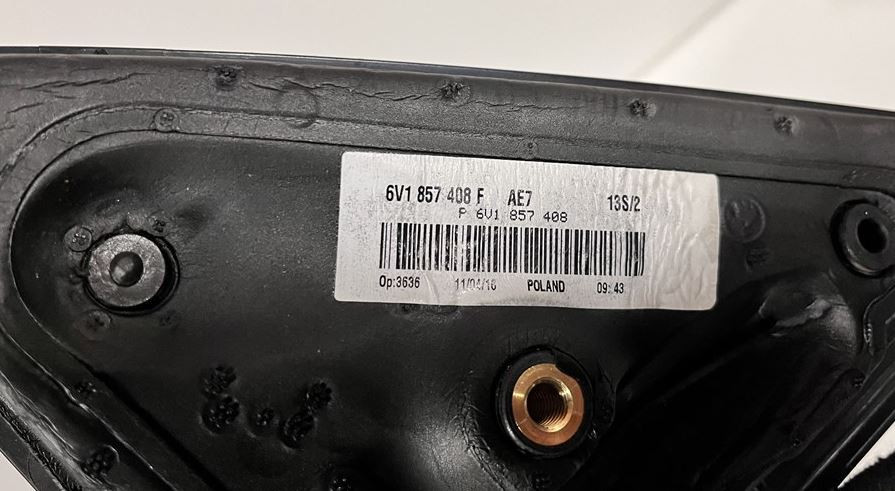 6V1 857 408 F AE7 13S/2
P 6V1 857 408
Op:3636 11/04/16 POLAND 09:43